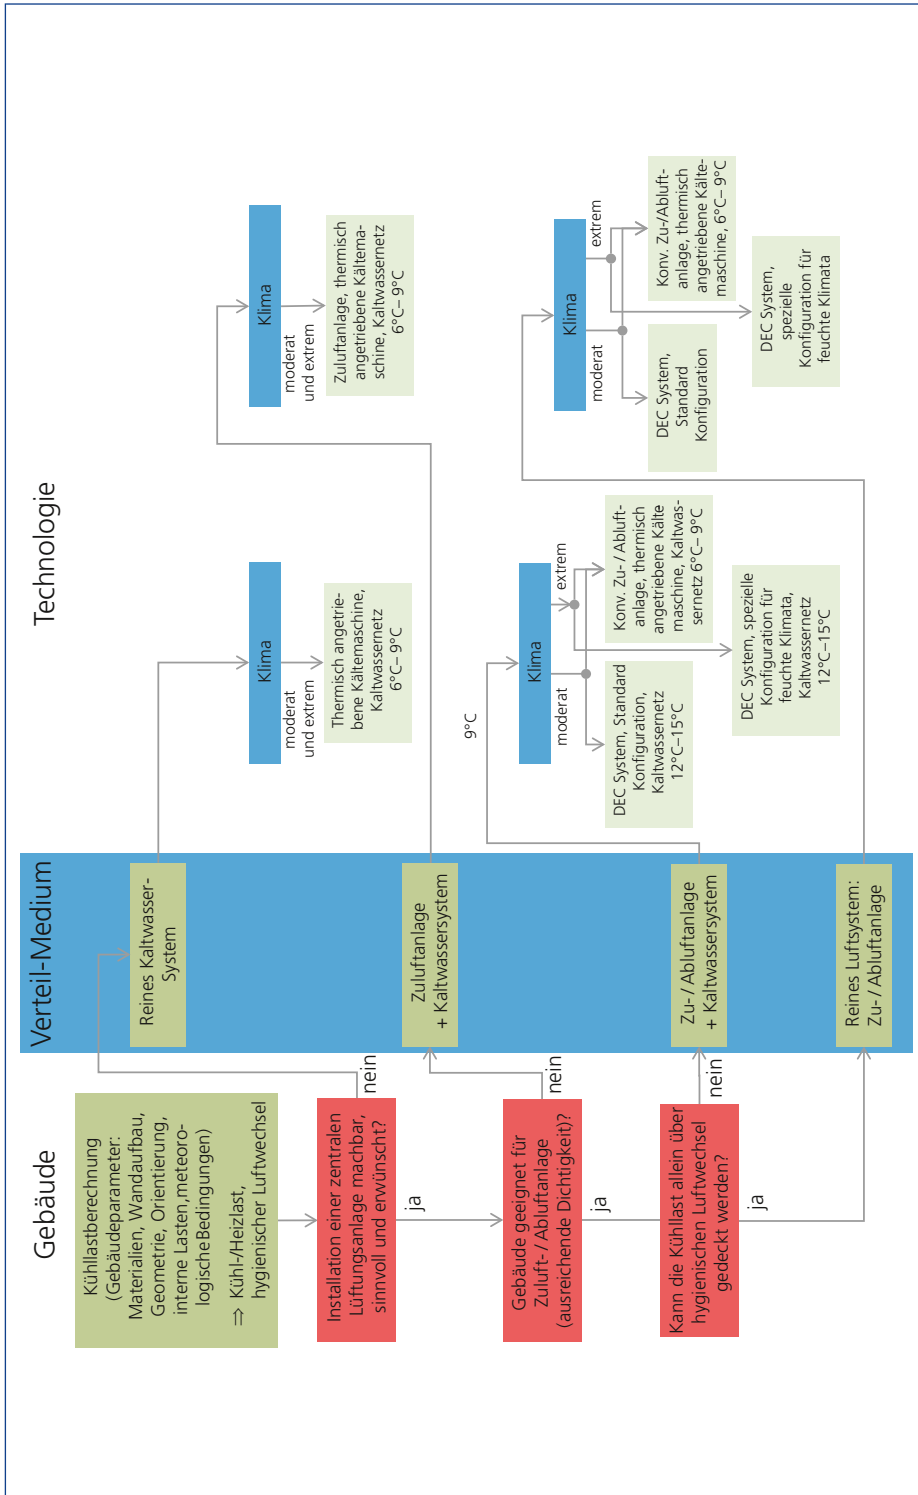 Gebäude
Verteil-Medium
Technologie
Kühllastberechnung
(Gebäudeparameter:
Materialien, Wandaufbau,
Geometrie, Orientierung,
interne Lasten,meteoro-
logischeBedingungen)
⇒ Kühl-/Heizlast,
hygienischer Luftwechsel
Installation einer zentralen
Lüftungsanlage machbar,
sinnvoll und erwünscht?
nein
ja
Gebäude geeignet für
Zuluft- / Abluftanlage
(ausreichende Dichtigkeit)?
nein
ja
Kann die Kühllast allein über
hygienischen Luftwechsel
gedeckt werden?
nein
ja
Reines Kaltwasser-
System
Zuluftanlage
+ Kaltwassersystem
Zu- / Abluftanlage
+ Kaltwassersystem
Reines Luftsystem:
Zu- / Abluftanlage
Klima
moderat
und extrem
Thermisch angetrie-
bene Kältemaschine,
Kaltwassernetz
6°C– 9°C
Klima
moderat
und extrem
Zuluftanlage, thermisch
angetriebene Kältema-
schine, Kaltwassernetz
6°C– 9°C
9°C
Klima
moderat
extrem
DEC System, Standard
Konfiguration,
Kaltwassernetz
12°C–15°C
Konv. Zu- / Abluft-
anlage, thermisch
angetriebene Kälte
maschine, Kaltwas-
sernetz 6°C– 9°C
DEC System, spezielle
Konfiguration für
feuchte Klimata,
Kaltwassernetz
12°C–15°C
Klima
moderat
extrem
DEC System,
Standard
Konfiguration
Konv. Zu-/Abluft-
anlage, thermisch
angetriebene Kälte-
maschine, 6°C– 9°C
DEC System,
spezielle
Konfiguration für
feuchte Klimata